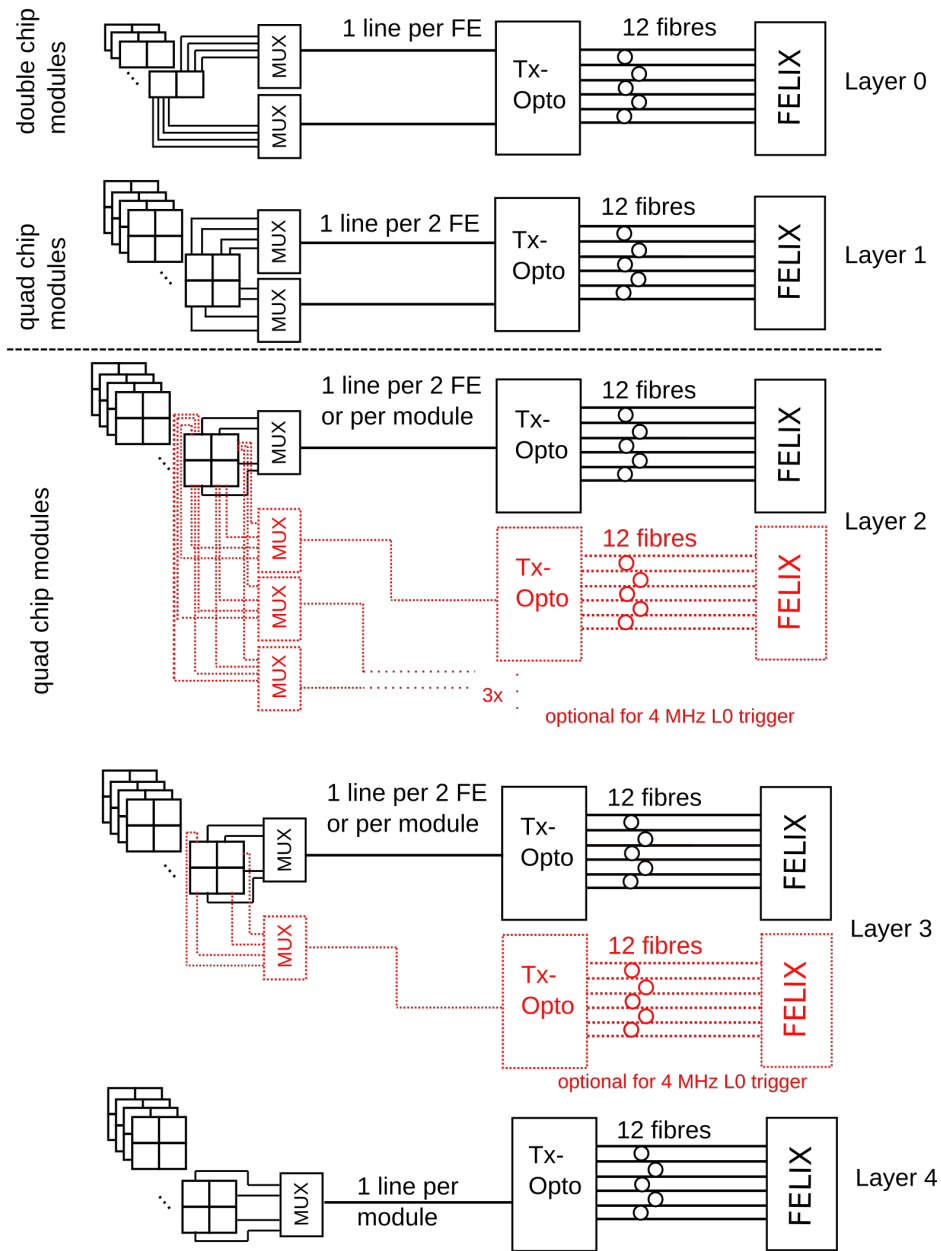 double chip
modules
MUX
MUX
1 line per FE
Tx-
Opto
12 fibres
FELIX
Layer 0
quad chip
modules
MUX
MUX
1 line per 2 FE
Tx-
Opto
12 fibres
FELIX
Layer 1
quad chip modules
MUX
1 line per 2 FE
or per module
Tx-
Opto
12 fibres
FELIX
Layer 2
MUX
MUX
MUX
Tx-
Opto
12 fibres
FELIX
3x
optional for 4 MHz L0 trigger
MUX
1 line per 2 FE
or per module
Tx-
Opto
12 fibres
FELIX
Layer 3
MUX
Tx-
Opto
12 fibres
FELIX
optional for 4 MHz L0 trigger
MUX
1 line per
module
Tx-
Opto
12 fibres
FELIX
Layer 4